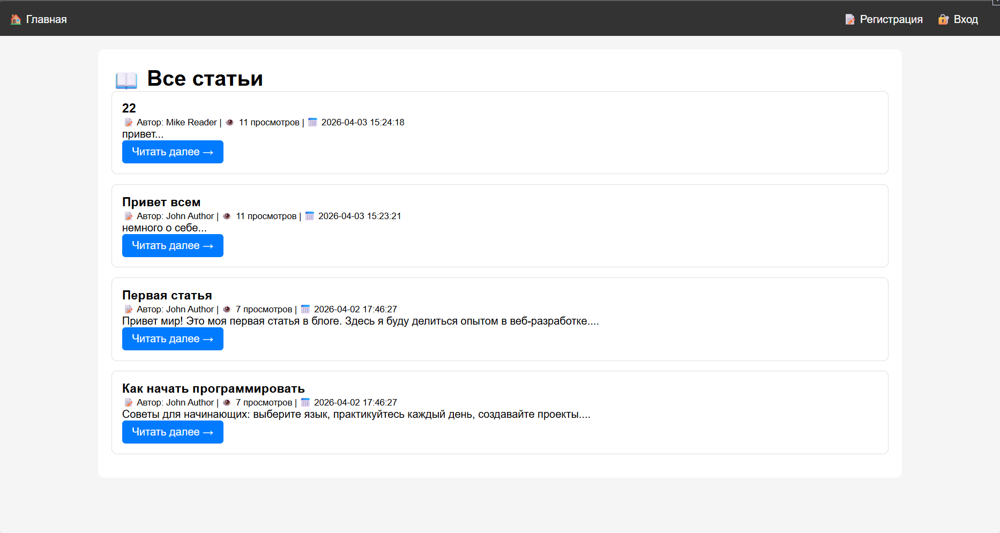 🏠 Главная 📝 Регистрация 🔐 Вход
📖 Все статьи
22
📝 Автор: Mike Reader | 👁 11 просмотров | 📅 2026-04-03 15:24:18
привет...
Читать далее →
Привет всем
📝 Автор: John Author | 👁 11 просмотров | 📅 2026-04-03 15:23:21
немного о себе...
Читать далее →
Первая статья
📝 Автор: John Author | 👁 7 просмотров | 📅 2026-04-02 17:46:27
Привет мир! Это моя первая статья в блоге. Здесь я буду делиться опытом в веб-разработке....
Читать далее →
Как начать программировать
📝 Автор: John Author | 👁 7 просмотров | 📅 2026-04-02 17:46:27
Советы для начинающих: выберите язык, практикуйтесь каждый день, создавайте проекты....
Читать далее →